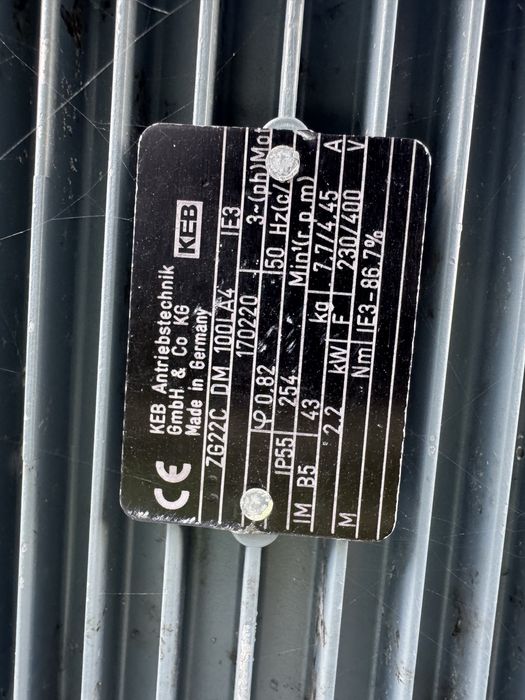 CE KEB Antriebstechnik
GmbH & Co KG
Made in Germany KEB
ZG22C DM 100LA4 IE3
170220 3~(ph)Mot
φ 0,82 50 Hz(c/
IP55 254 Min¹(r.p.m)
IM B5 43 kg 7.7/4.45 A
2.2 kW F 230/400 V
M Nm IE3-86.7%